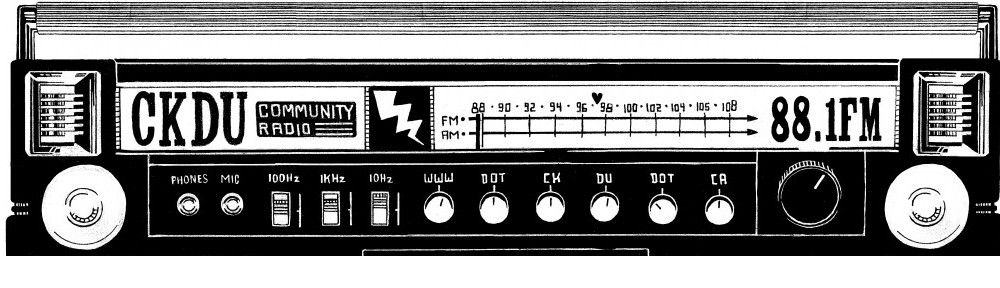 CKDU
COMMUNITY
RADIO
88 · 90 · 92 · 94 · 96 · 98 · 100 · 102 · 104 · 106 · 108
FM
AM
88.1FM
PHONES MIC 100Hz 1KHz 10Hz WWW DOT CK DU DOT CA